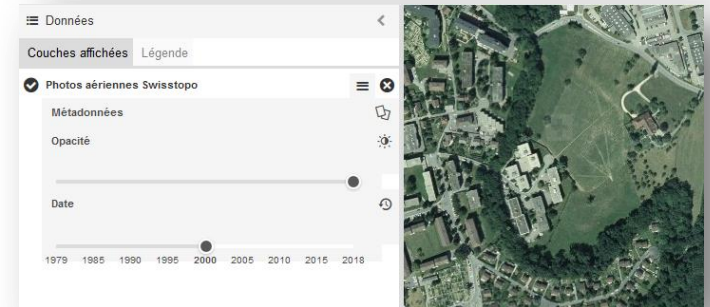 Données
Couches affichées Légende
Photos aériennes Swisstopo
Métadonnées
Opacité
Date
1979 1985 1990 1995 2000 2005 2010 2015 2018